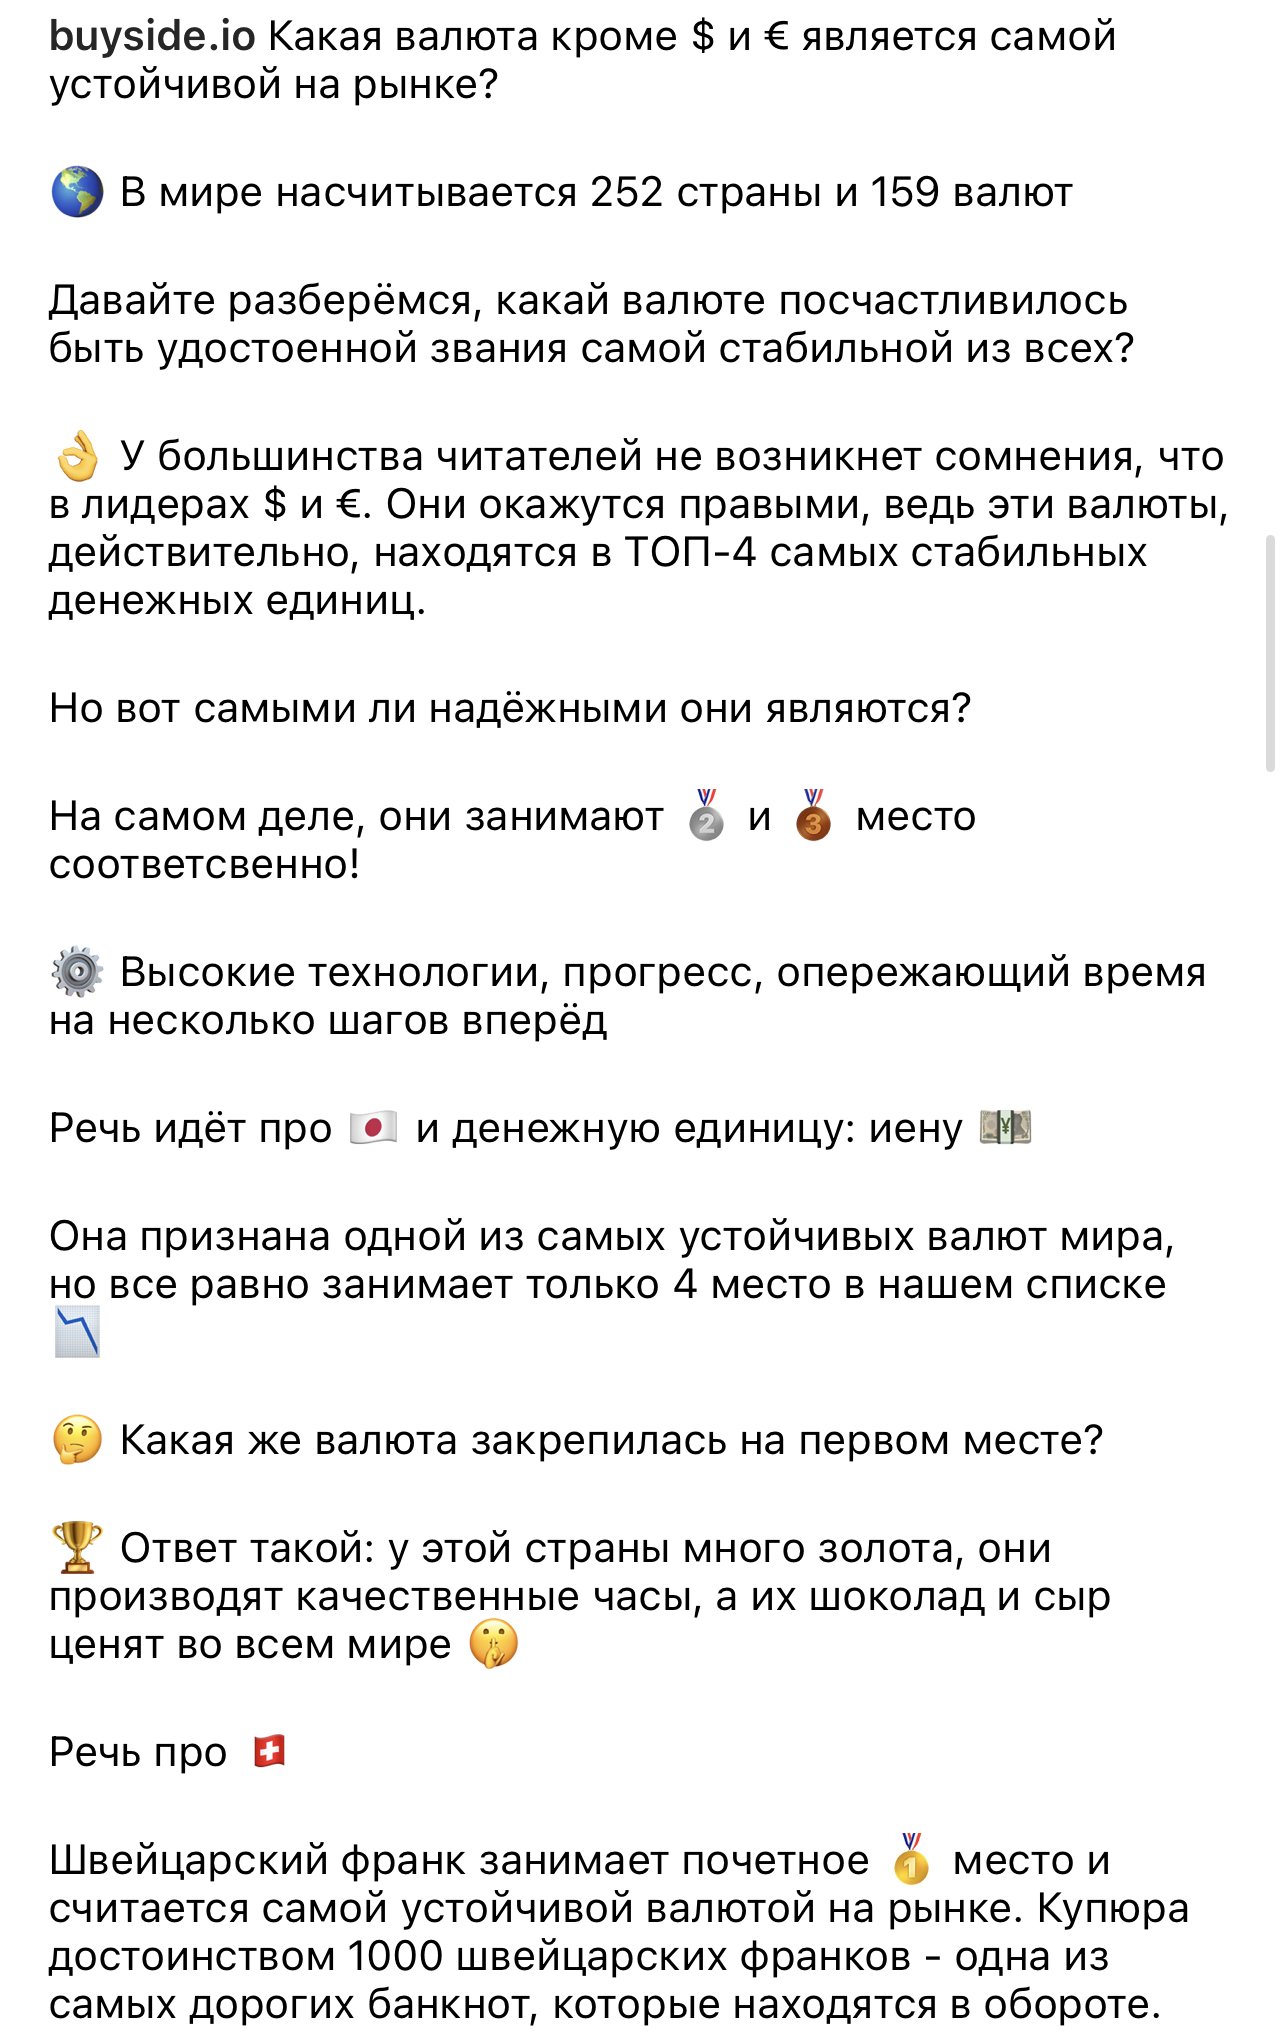 buyside.io Какая валюта кроме $ и € является самой
устойчивой на рынке?
🌎 В мире насчитывается 252 страны и 159 валют
Давайте разберёмся, какай валюте посчастливилось
быть удостоенной звания самой стабильной из всех?
👌 У большинства читателей не возникнет сомнения, что
в лидерах $ и €. Они окажутся правыми, ведь эти валюты,
действительно, находятся в ТОП-4 самых стабильных
денежных единиц.
Но вот самыми ли надёжными они являются?
На самом деле, они занимают 🥈 и 🥉 место
соответсвенно!
⚙️ Высокие технологии, прогресс, опережающий время
на несколько шагов вперёд
Речь идёт про 🇯🇵 и денежную единицу: иену 💴
Она признана одной из самых устойчивых валют мира,
но все равно занимает только 4 место в нашем списке
📉
🤔 Какая же валюта закрепилась на первом месте?
🏆 Ответ такой: у этой страны много золота, они
производят качественные часы, а их шоколад и сыр
ценят во всем мире 🤫
Речь про 🇨🇭
Швейцарский франк занимает почетное 🥇 место и
считается самой устойчивой валютой на рынке. Купюра
достоинством 1000 швейцарских франков - одна из
самых дорогих банкнот, которые находятся в обороте.